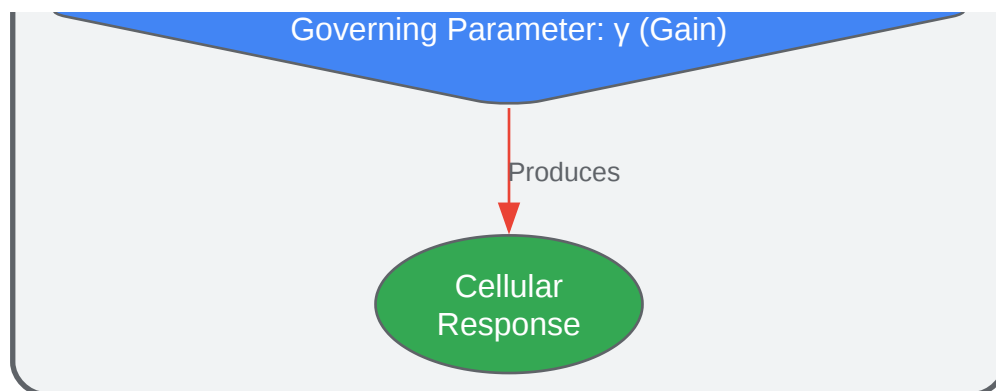 Governing Parameter: γ (Gain)
Produces
Cellular
Response